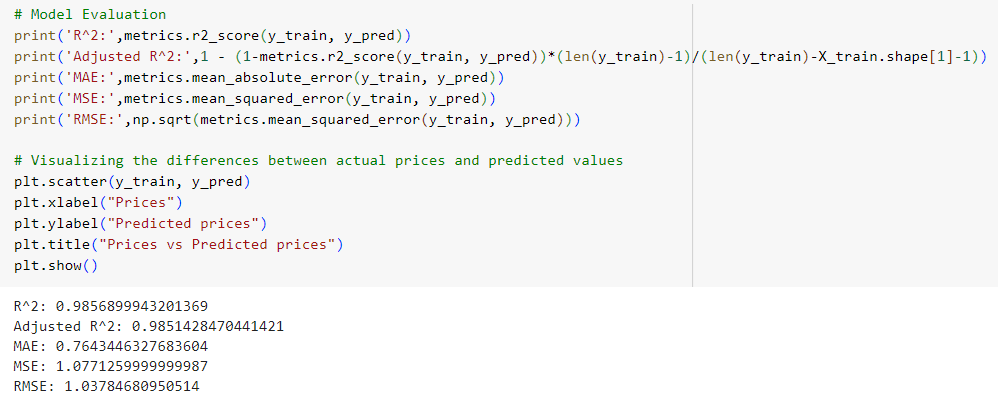 # Model Evaluation
print('R^2:',metrics.r2_score(y_train, y_pred))
print('Adjusted R^2:',1 - (1-metrics.r2_score(y_train, y_pred))*(len(y_train)-1)/(len(y_train)-X_train.shape[1]-1))
print('MAE:',metrics.mean_absolute_error(y_train, y_pred))
print('MSE:',metrics.mean_squared_error(y_train, y_pred))
print('RMSE:',np.sqrt(metrics.mean_squared_error(y_train, y_pred)))
# Visualizing the differences between actual prices and predicted values
plt.scatter(y_train, y_pred)
plt.xlabel("Prices")
plt.ylabel("Predicted prices")
plt.title("Prices vs Predicted prices")
plt.show()
R^2: 0.9856899943201369
Adjusted R^2: 0.9851428470441421
MAE: 0.7643446327683604
MSE: 1.0771259999999987
RMSE: 1.03784680950514